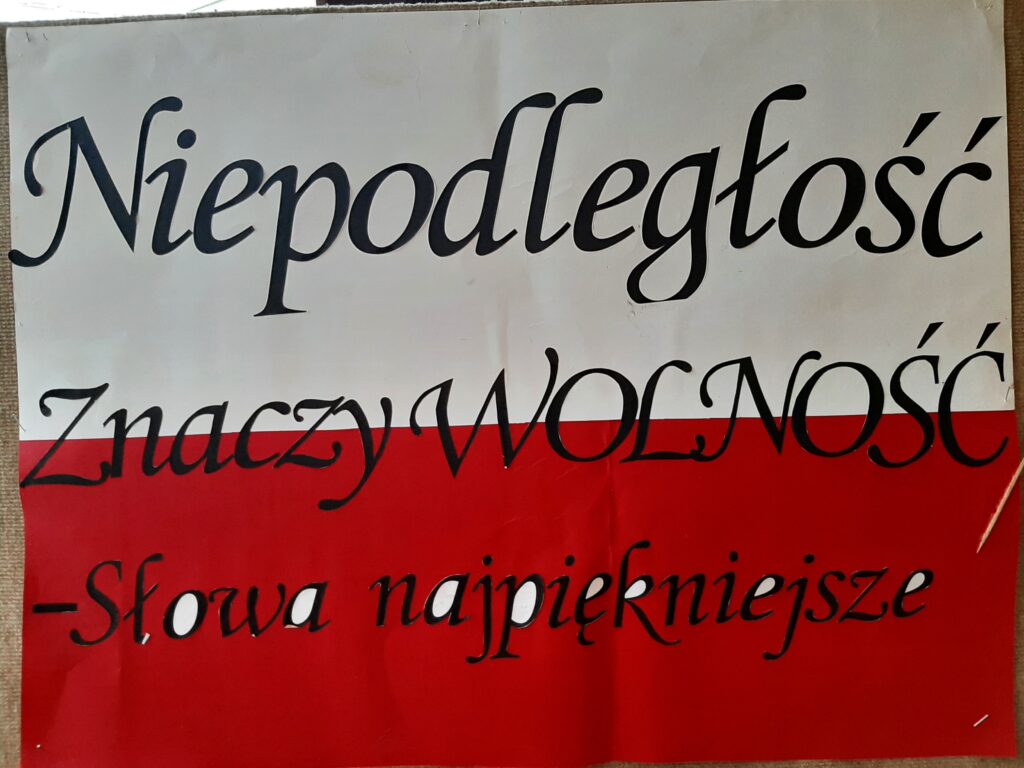 Niepodległość
Znaczy WOLNOŚĆ
-Słowa najpiękniejsze